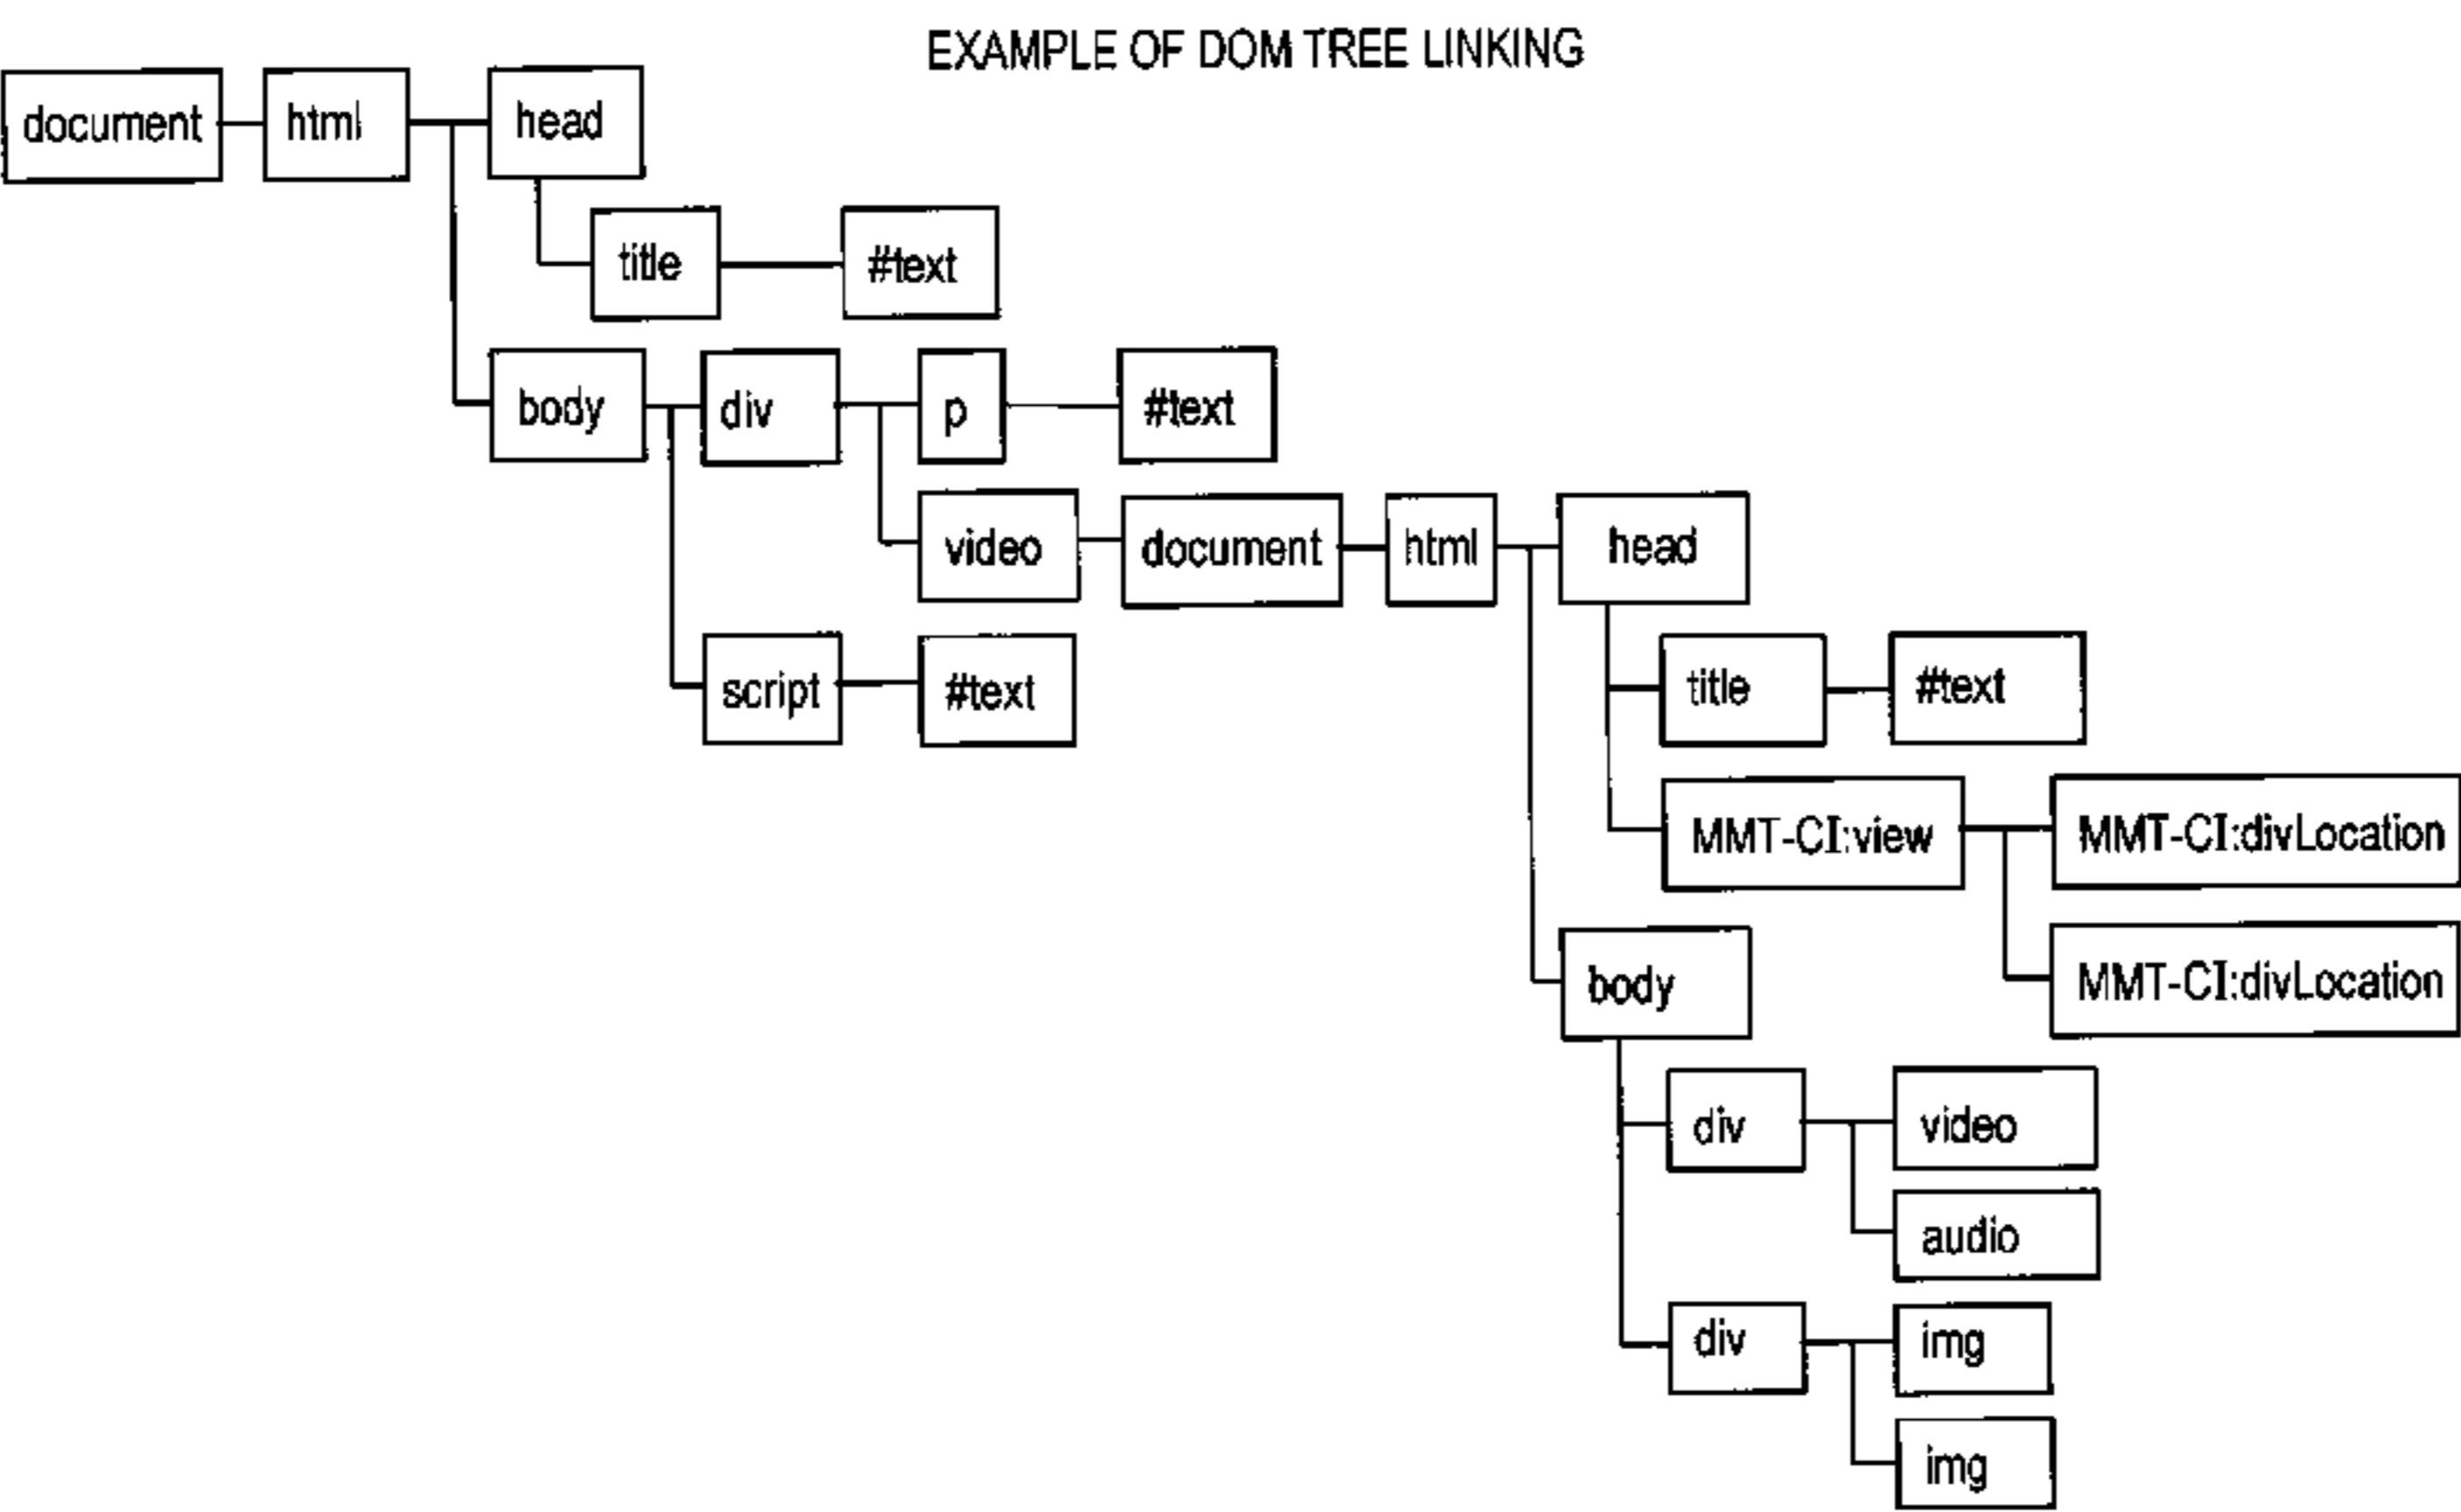 EXAMPLE OF DOM TREE LINKING
document html head
title #text
body div p #text
video document html head
script #text title #text
MMT-CI:view MMT-CI:divLocation
body MMT-CI:divLocation
div video
audio
div img
img